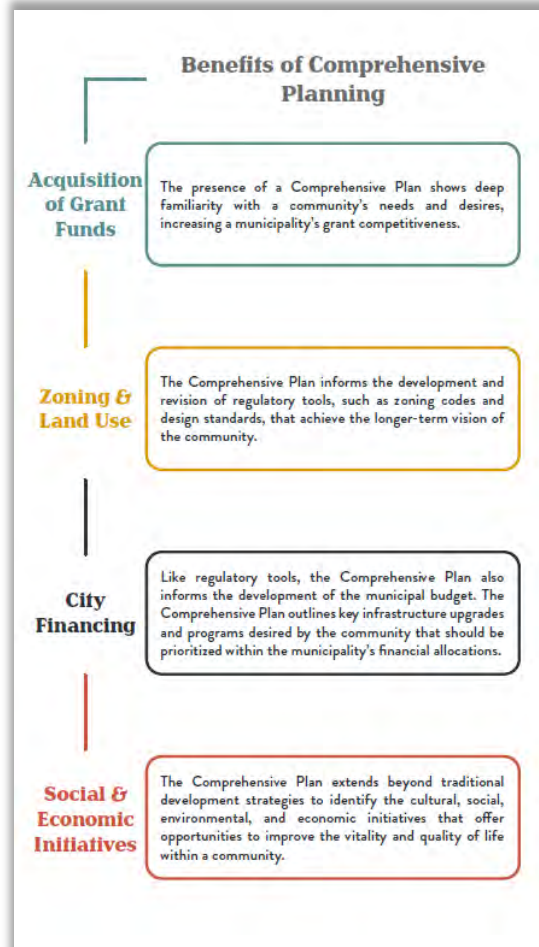 Benefits of Comprehensive
Planning
Acquisition
of Grant
Funds
The presence of a Comprehensive Plan shows deep
familiarity with a community's needs and desires,
increasing a municipality's grant competitiveness.
Zoning &
Land Use
The Comprehensive Plan informs the development and
revision of regulatory tools, such as zoning codes and
design standards, that achieve the longer-term vision of
the community.
City
Financing
Like regulatory tools, the Comprehensive Plan also
informs the development of the municipal budget. The
Comprehensive Plan outlines key infrastructure upgrades
and programs desired by the community that should be
prioritized within the municipality's financial allocations.
Social &
Economic
Initiatives
The Comprehensive Plan extends beyond traditional
development strategies to identify the cultural, social,
environmental, and economic initiatives that offer
opportunities to improve the vitality and quality of life
within a community.